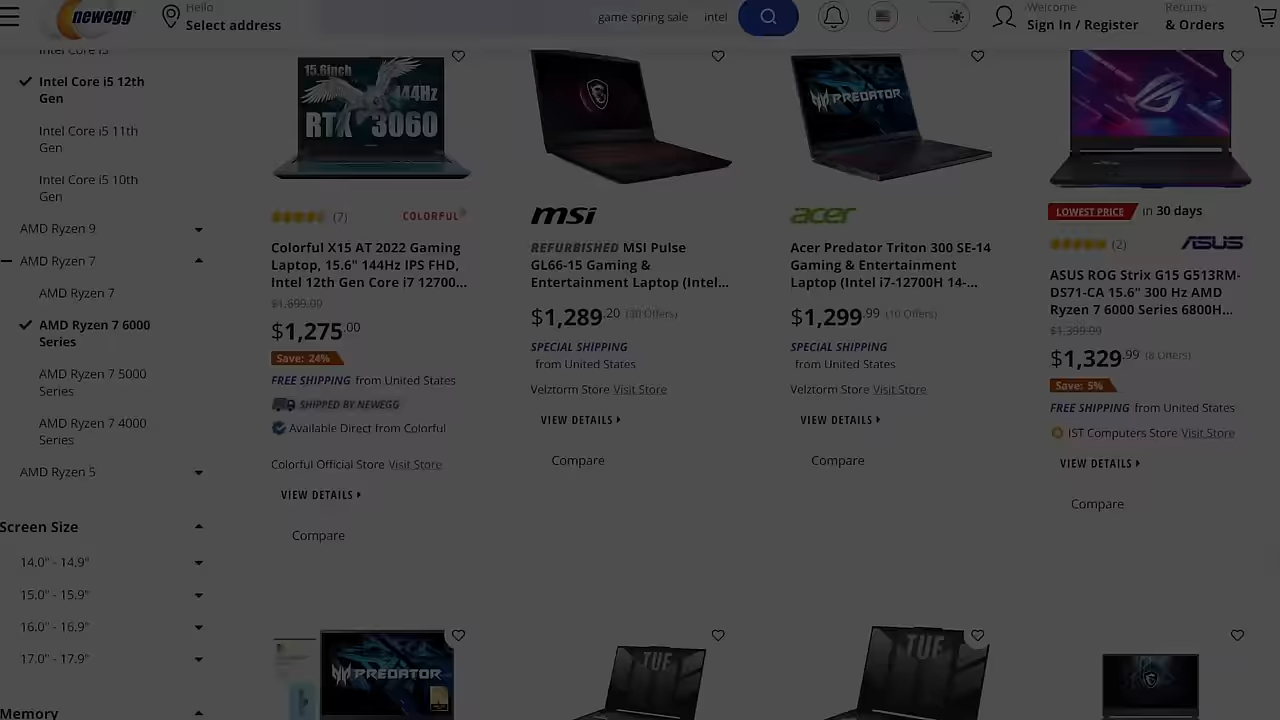 newegg
Hello
Select address
game spring sale
intel
Welcome
Sign In / Register
Returns
& Orders
Intel Core i5
Intel Core i5 12th
Gen
Intel Core i5 11th
Gen
Intel Core i5 10th
Gen
AMD Ryzen 9
AMD Ryzen 7
AMD Ryzen 7
AMD Ryzen 7 6000
Series
AMD Ryzen 7 5000
Series
AMD Ryzen 7 4000
Series
AMD Ryzen 5
Screen Size
14.0" - 14.9"
15.0" - 15.9"
16.0" - 16.9"
17.0" - 17.9"
Memory
15.6inch
144Hz
RTX 3060
(7)
COLORFUL
Colorful X15 AT 2022 Gaming
Laptop, 15.6" 144Hz IPS FHD,
Intel 12th Gen Core i7 12700...
$1,699.00
$1,275.00
Save: 24%
FREE SHIPPING from United States
SHIPPED BY NEWEGG
Available Direct from Colorful
Colorful Official Store Visit Store
VIEW DETAILS
Compare
msi
REFURBISHED MSI Pulse
GL66-15 Gaming &
Entertainment Laptop (Intel...
$1,289.20 (30 Offers)
SPECIAL SHIPPING
from United States
Velztorm Store Visit Store
VIEW DETAILS
Compare
PREDATOR
acer
Acer Predator Triton 300 SE-14
Gaming & Entertainment
Laptop (Intel i7-12700H 14-...
$1,299.99 (10 Offers)
SPECIAL SHIPPING
from United States
Velztorm Store Visit Store
VIEW DETAILS
Compare
LOWEST PRICE in 30 days
(2)
ASUS
ASUS ROG Strix G15 G513RM-
DS71-CA 15.6" 300 Hz AMD
Ryzen 7 6000 Series 6800H...
$1,399.99
$1,329.99 (8 Offers)
Save: 5%
FREE SHIPPING from United States
IST Computers Store Visit Store
VIEW DETAILS
Compare
PREDATOR
TUF
TUF